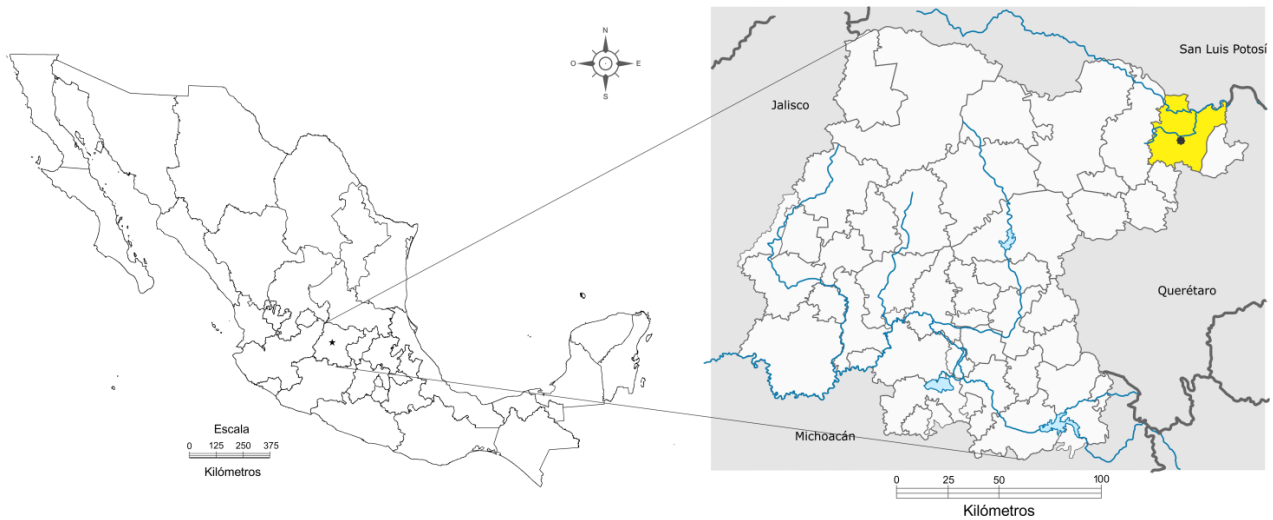 N
O
E
S
Escala
0 125 250 375
Kilómetros
San Luis Potosí
Jalisco
Querétaro
Michoacán
0 25 50 100
Kilómetros